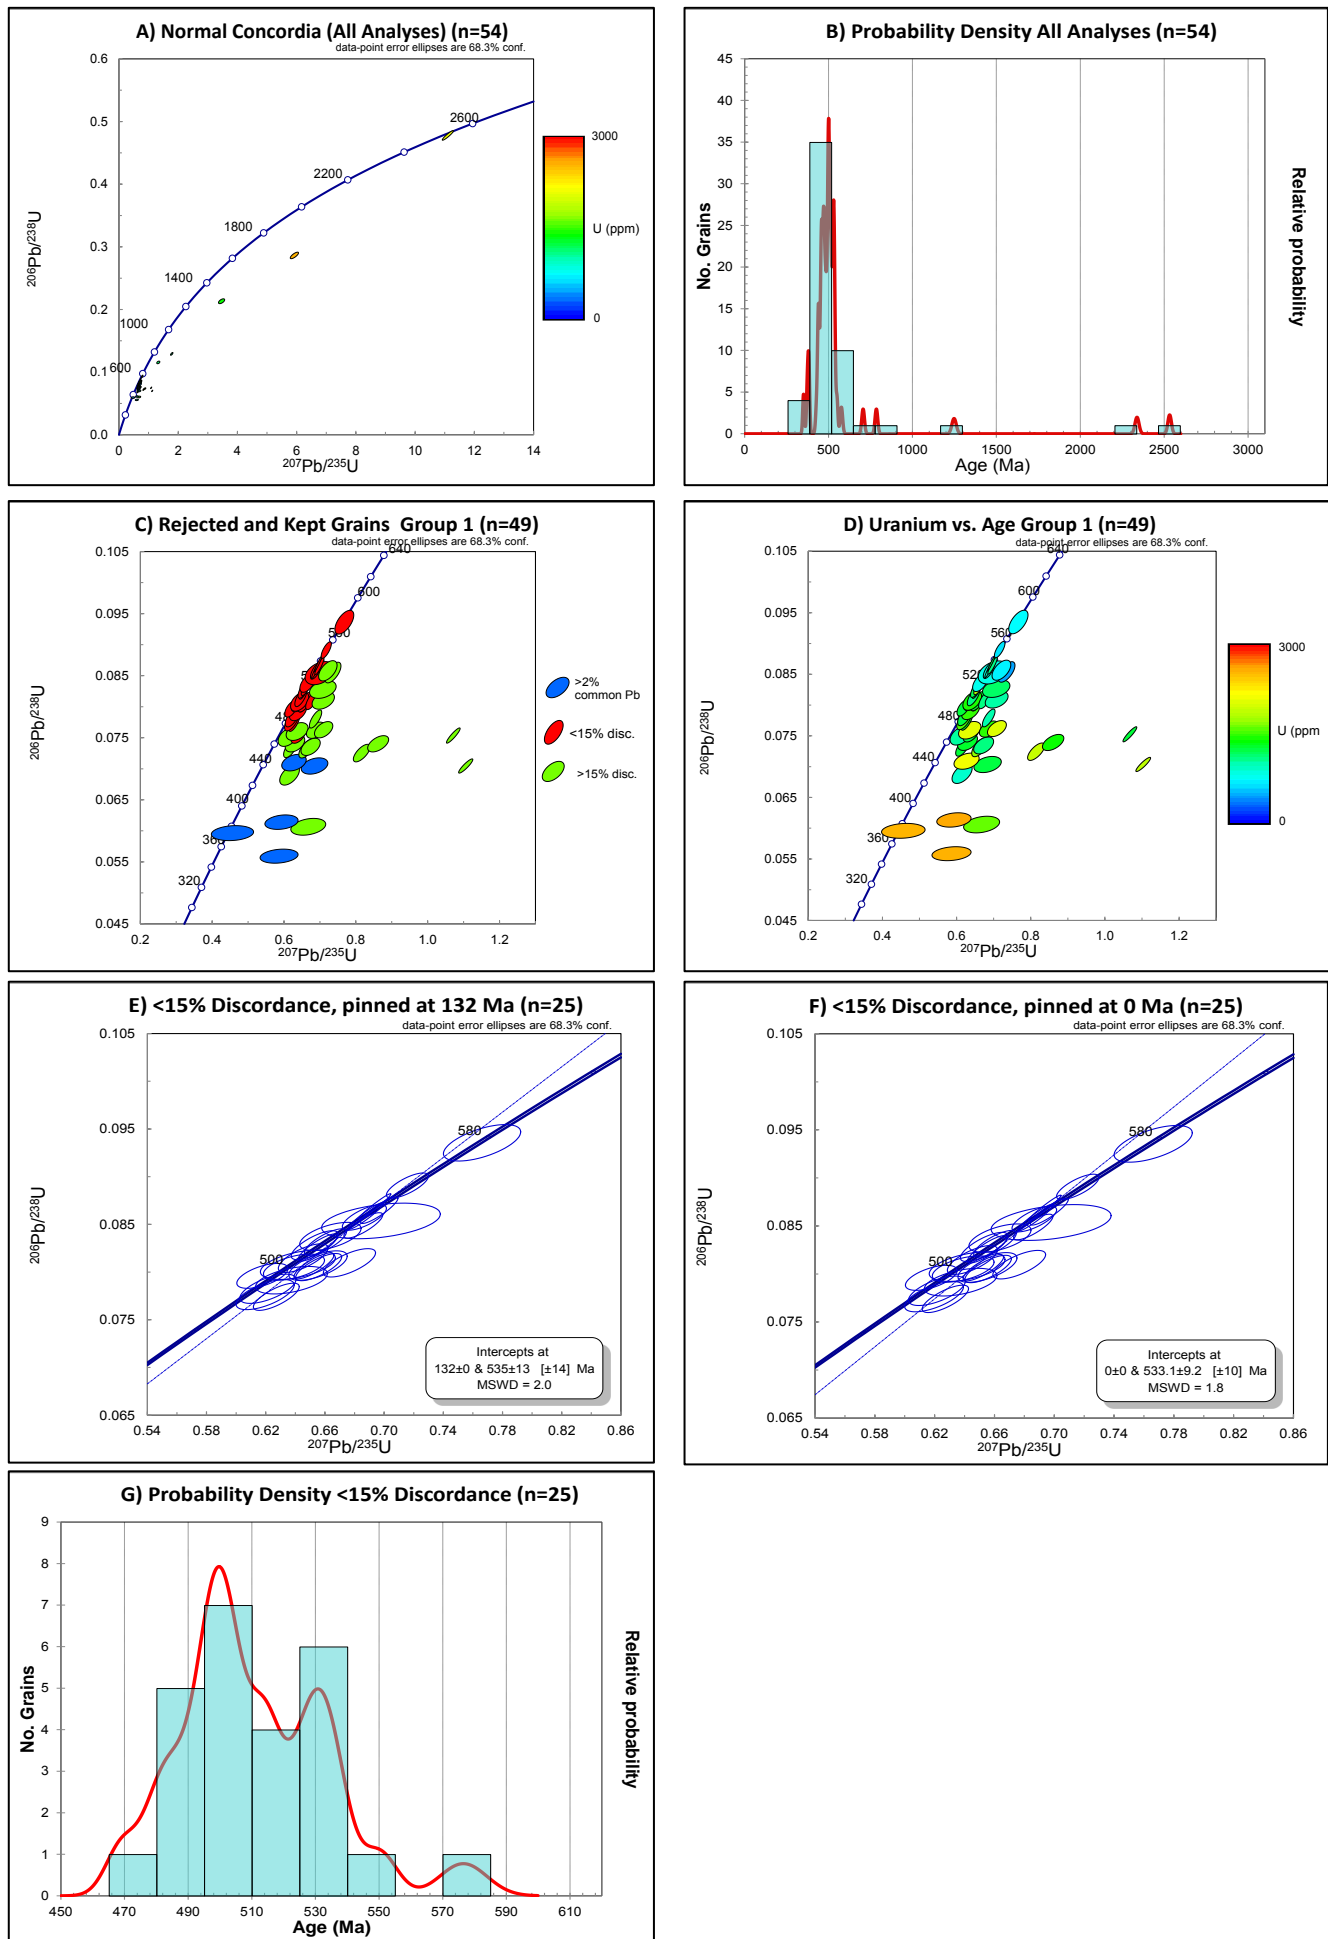 A) Normal Concordia (All Analyses) (n=54)
data-point error ellipses are 68.3% conf.
0.6
0.5
0.4
0.3
0.2
0.1
0.0
206Pb/238U
600
1000
1400
1800
2200
2600
0 2 4 6 8 10 12 14
207Pb/235U
3000
U (ppm)
0
B) Probability Density All Analyses (n=54)
45
40
35
30
25
20
15
10
5
0
No. Grains
Relative probability
0 500 1000 1500 2000 2500 3000
Age (Ma)
C) Rejected and Kept Grains Group 1 (n=49)
data-point error ellipses are 68.3% conf.
0.105
0.095
0.085
0.075
0.065
0.055
0.045
206Pb/238U
640
600
440
400
320
0.2 0.4 0.6 0.8 1.0 1.2
207Pb/235U
>2%
common Pb
<15% disc.
>15% disc.
D) Uranium vs. Age Group 1 (n=49)
data-point error ellipses are 68.3% conf.
0.105
0.095
0.085
0.075
0.065
0.055
0.045
206Pb/238U
640
600
560
520
480
440
400
360
320
0.2 0.4 0.6 0.8 1.0 1.2
207Pb/235U
3000
U (ppm
0
E) <15% Discordance, pinned at 132 Ma (n=25)
data-point error ellipses are 68.3% conf.
0.105
0.095
0.085
0.075
0.065
206Pb/238U
580
500
Intercepts at
132±0 & 535±13 [±14] Ma
MSWD = 2.0
0.54 0.58 0.62 0.66 0.70 0.74 0.78 0.82 0.86
207Pb/235U
F) <15% Discordance, pinned at 0 Ma (n=25)
data-point error ellipses are 68.3% conf.
0.105
0.095
0.085
0.075
0.065
206Pb/238U
580
500
Intercepts at
0±0 & 533.1±9.2 [±10] Ma
MSWD = 1.8
0.54 0.58 0.62 0.66 0.70 0.74 0.78 0.82 0.86
207Pb/235U
G) Probability Density <15% Discordance (n=25)
9
8
7
6
5
4
3
2
1
0
No. Grains
Relative probability
450 470 490 510 530 550 570 590 610
Age (Ma)